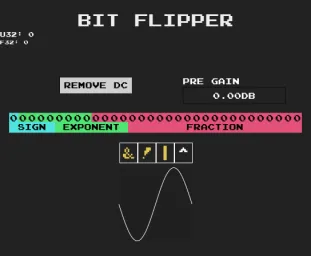 BIT FLIPPER
U32: 0
F32: 0
REMOVE DC
PRE GAIN
0.00DB
00000000000000000000000000000000
SIGN EXPONENT FRACTION
& | ^